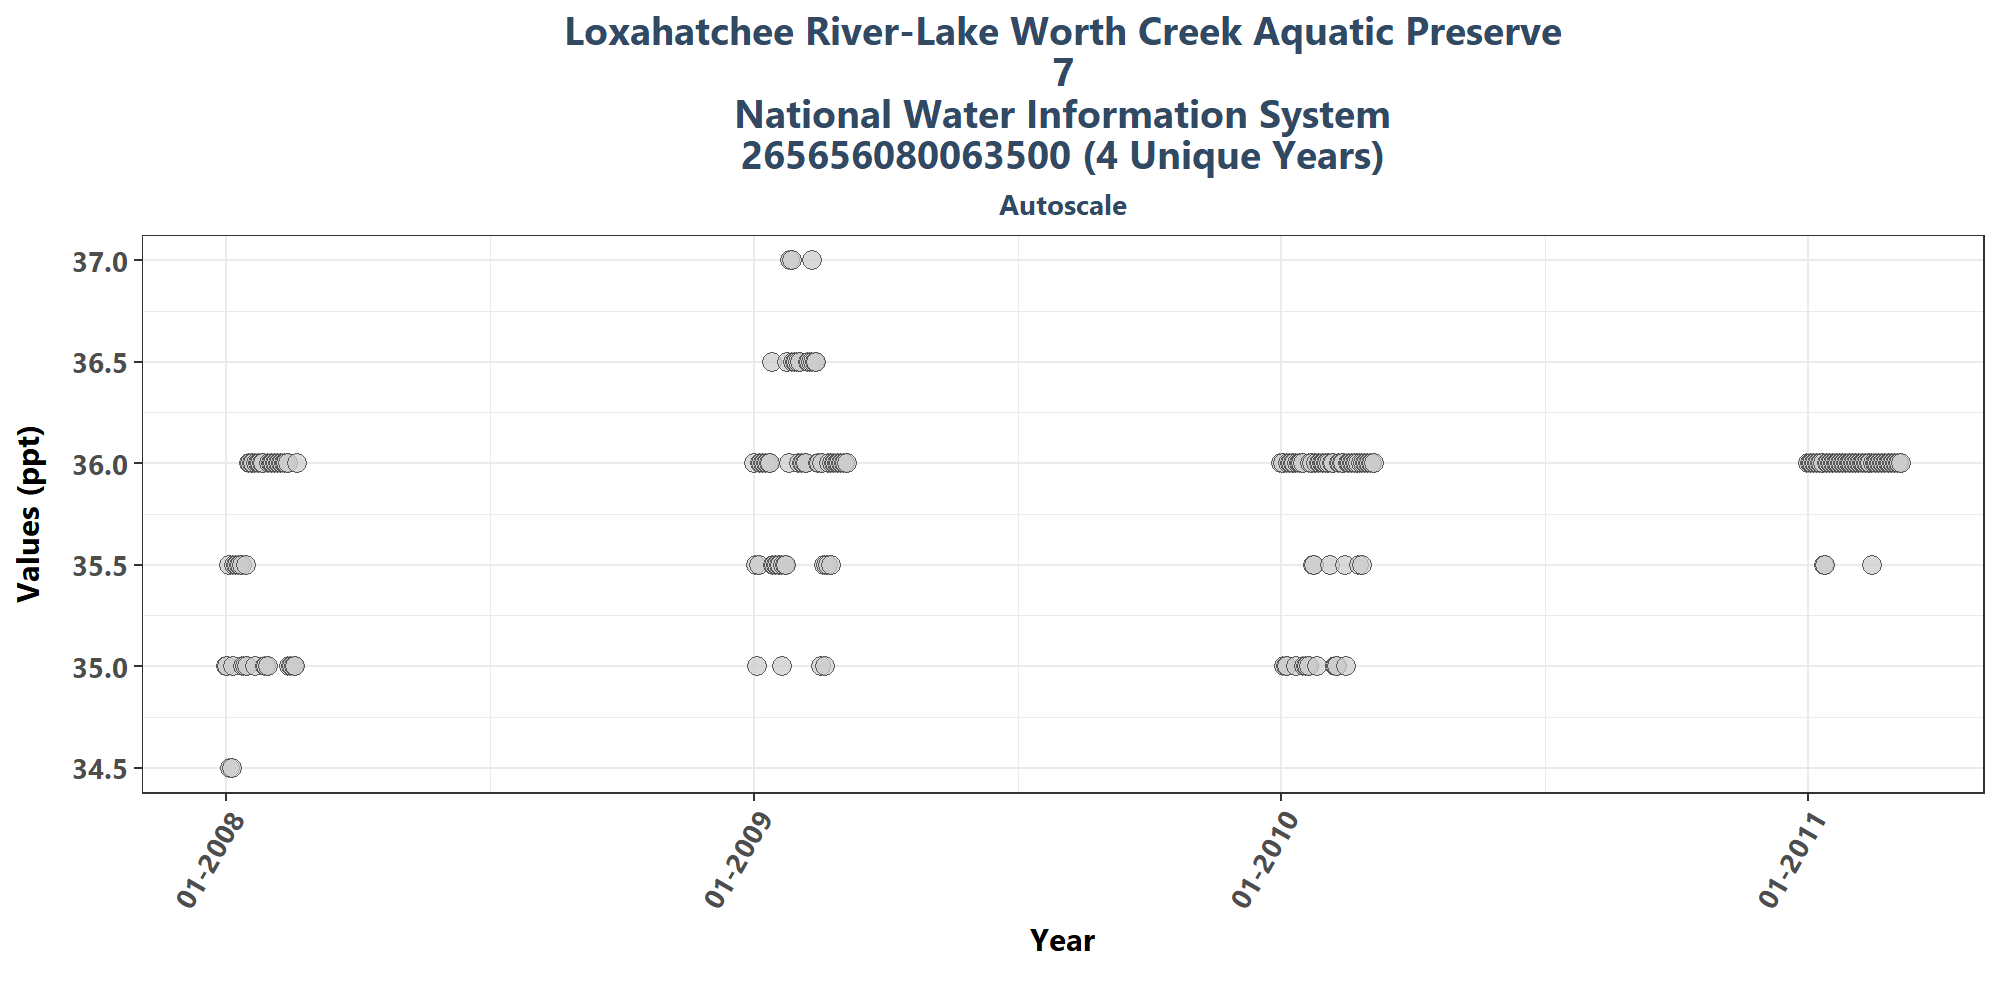 Loxahatchee River-Lake Worth Creek Aquatic Preserve
7
National Water Information System
265656080063500 (4 Unique Years)
Autoscale
Values (ppt)
37.0
36.5
36.0
35.5
35.0
34.5
01-2008
01-2009
01-2010
01-2011
Year